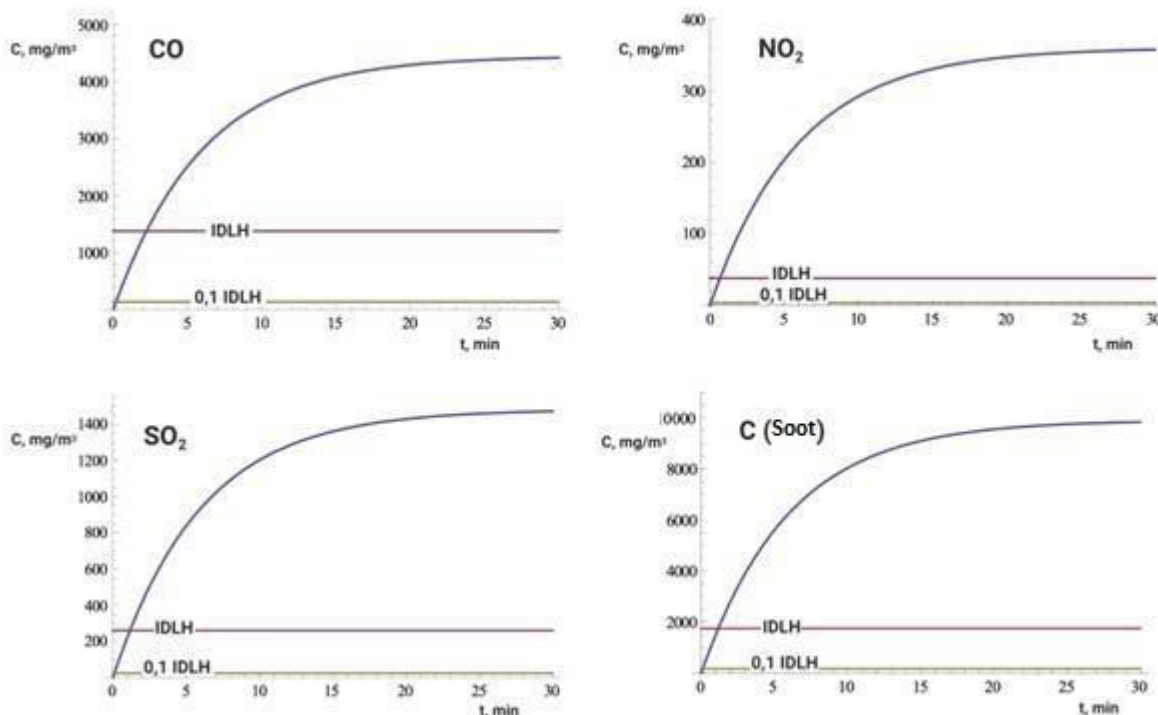 5000
C, mg/m³
CO
4000
3000
2000
IDLH
1000
0,1 IDLH
0 5 10 15 20 25 30
t, min
400
C, mg/m³
NO₂
300
200
100
IDLH
0,1 IDLH
0 5 10 15 20 25 30
t, min
1400
C, mg/m³
SO₂
1200
1000
800
600
400
IDLH
200
0,1 IDLH
0 5 10 15 20 25 30
t, min
0000
C, mg/m³
C (Soot)
8000
6000
4000
2000
IDLH
0,1 IDLH
0 5 10 15 20 25 30
t, min